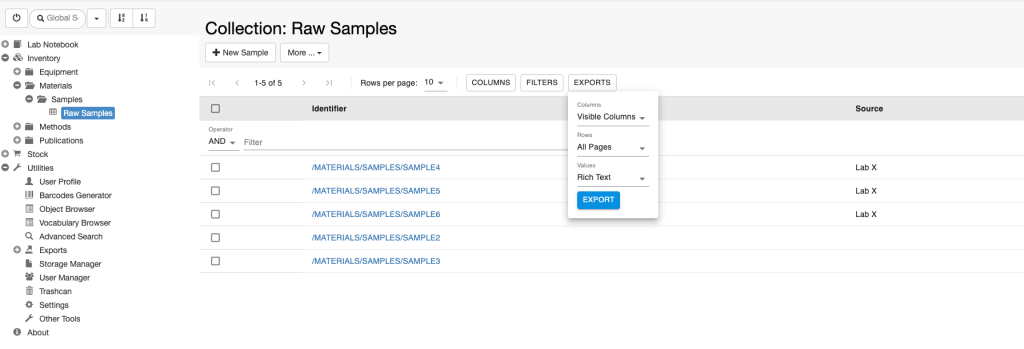 Global S
Collection: Raw Samples
New Sample
More ...
1-5 of 5
Rows per page:
10
COLUMNS
FILTERS
EXPORTS
Identifier
Source
Operator
AND
Filter
Columns
Visible Columns
Rows
All Pages
Values
Rich Text
EXPORT
/MATERIALS/SAMPLES/SAMPLE4
Lab X
/MATERIALS/SAMPLES/SAMPLE5
Lab X
/MATERIALS/SAMPLES/SAMPLE6
Lab X
/MATERIALS/SAMPLES/SAMPLE2
/MATERIALS/SAMPLES/SAMPLE3
Lab Notebook
Inventory
Equipment
Materials
Samples
Raw Samples
Methods
Publications
Stock
Utilities
User Profile
Barcodes Generator
Object Browser
Vocabulary Browser
Advanced Search
Exports
Storage Manager
User Manager
Trashcan
Settings
Other Tools
About